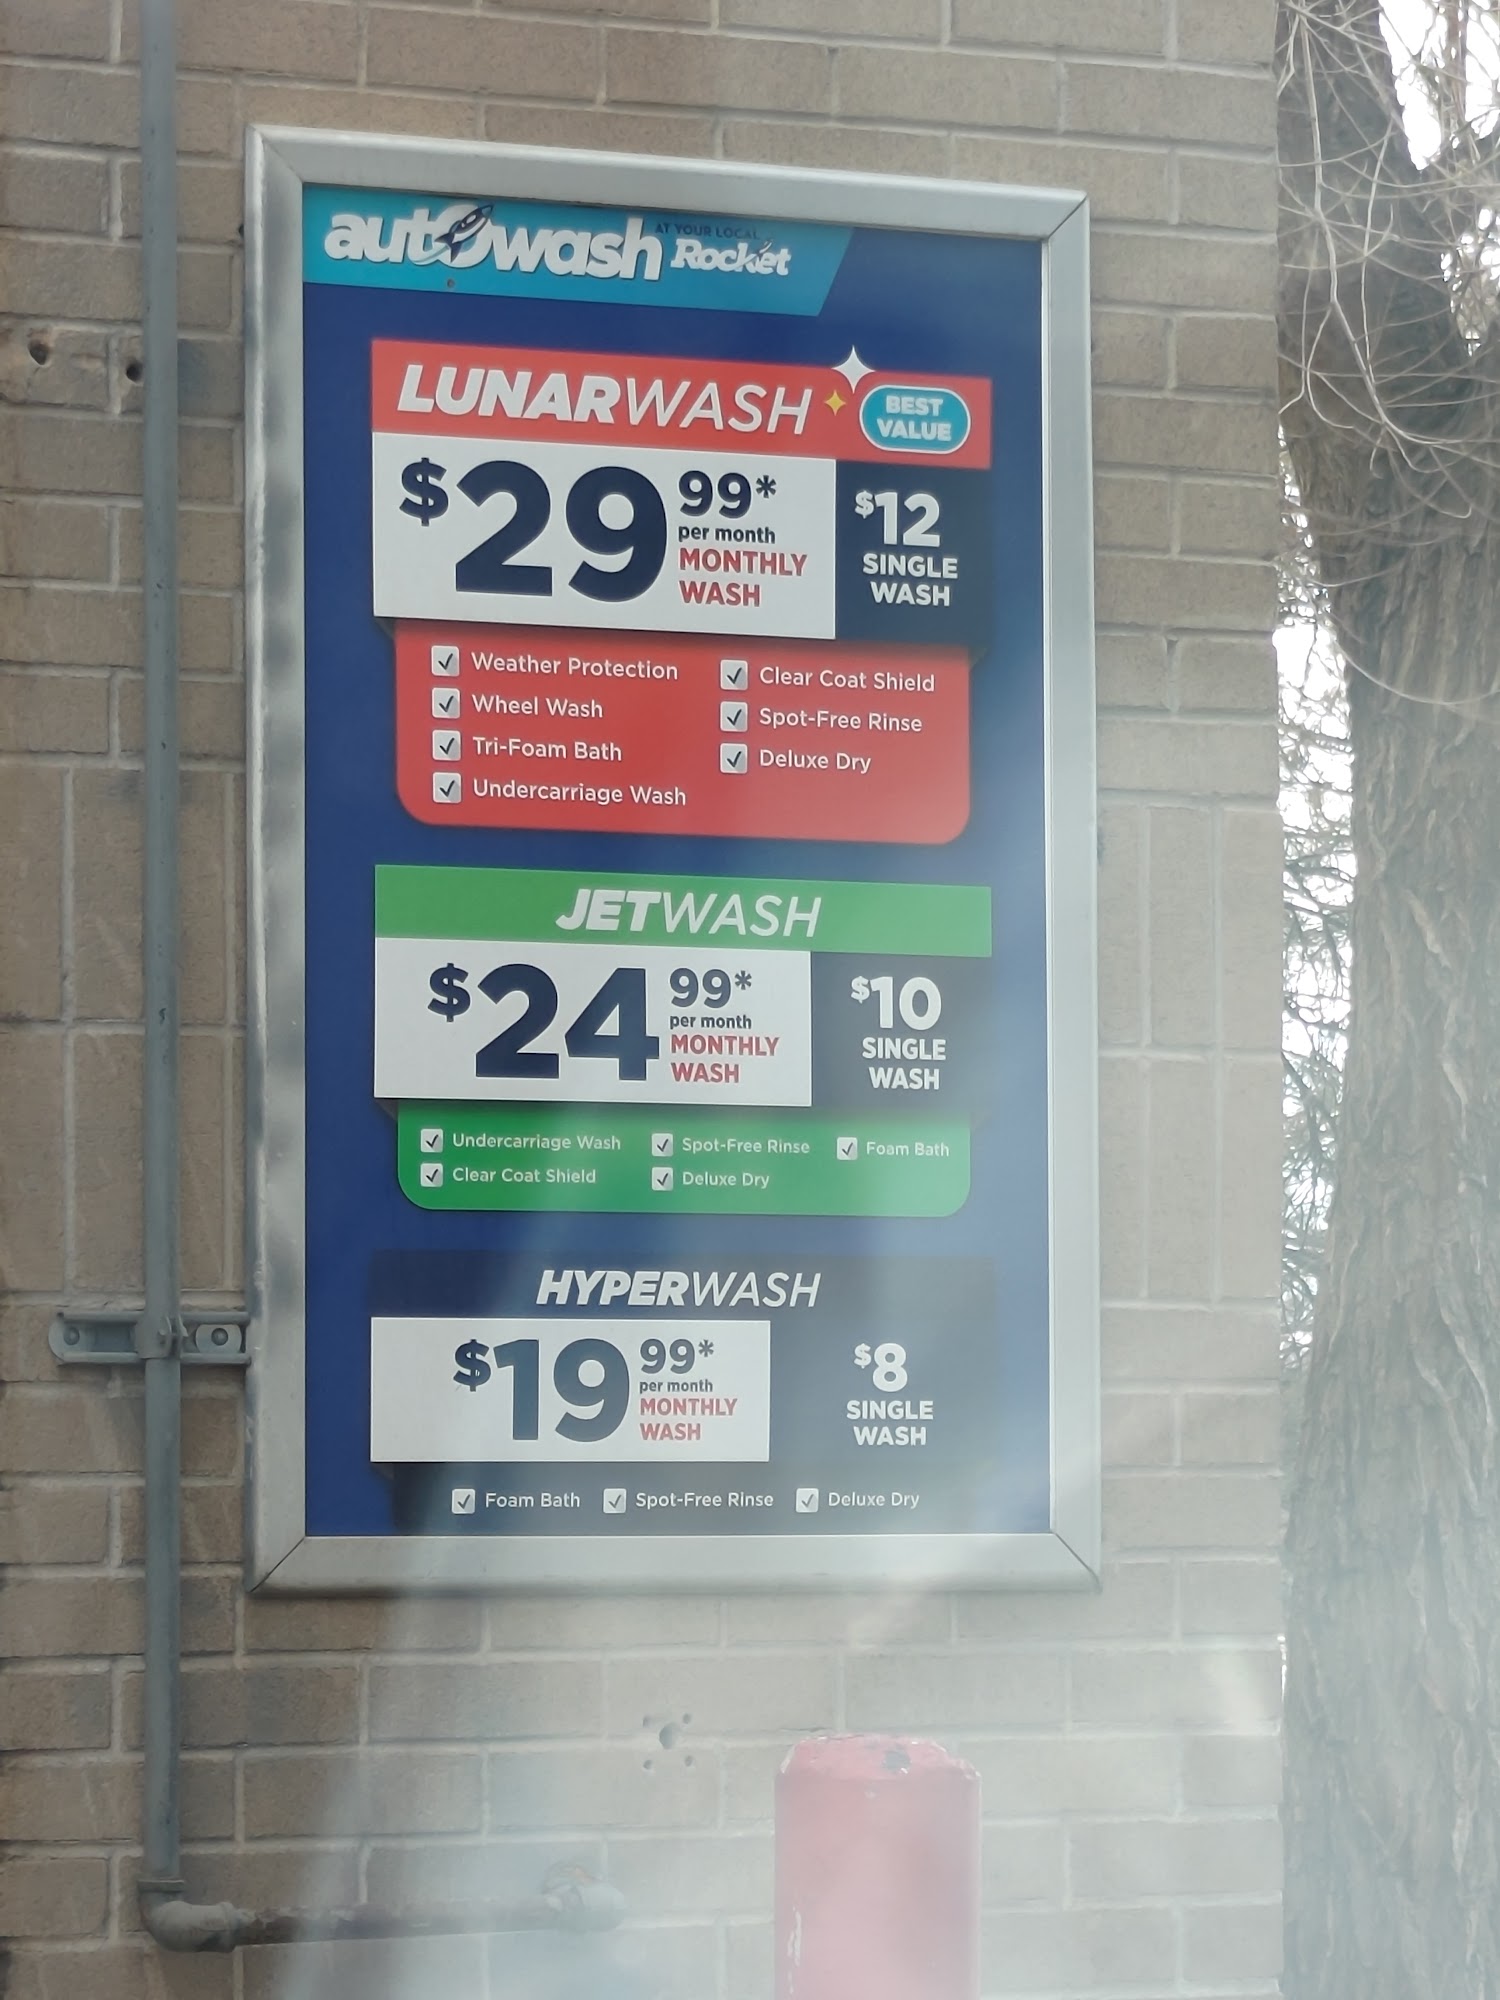 autowash AT YOUR LOCAL Rocket
LUNARWASH BEST VALUE
$29 99*
per month
MONTHLY
WASH
$12
SINGLE
WASH
Weather Protection
Wheel Wash
Tri-Foam Bath
Undercarriage Wash
Clear Coat Shield
Spot-Free Rinse
Deluxe Dry
JETWASH
$24 99*
per month
MONTHLY
WASH
$10
SINGLE
WASH
Undercarriage Wash Spot-Free Rinse Foam Bath
Clear Coat Shield Deluxe Dry
HYPERWASH
$19 99*
per month
MONTHLY
WASH
$8
SINGLE
WASH
Foam Bath Spot-Free Rinse Deluxe Dry